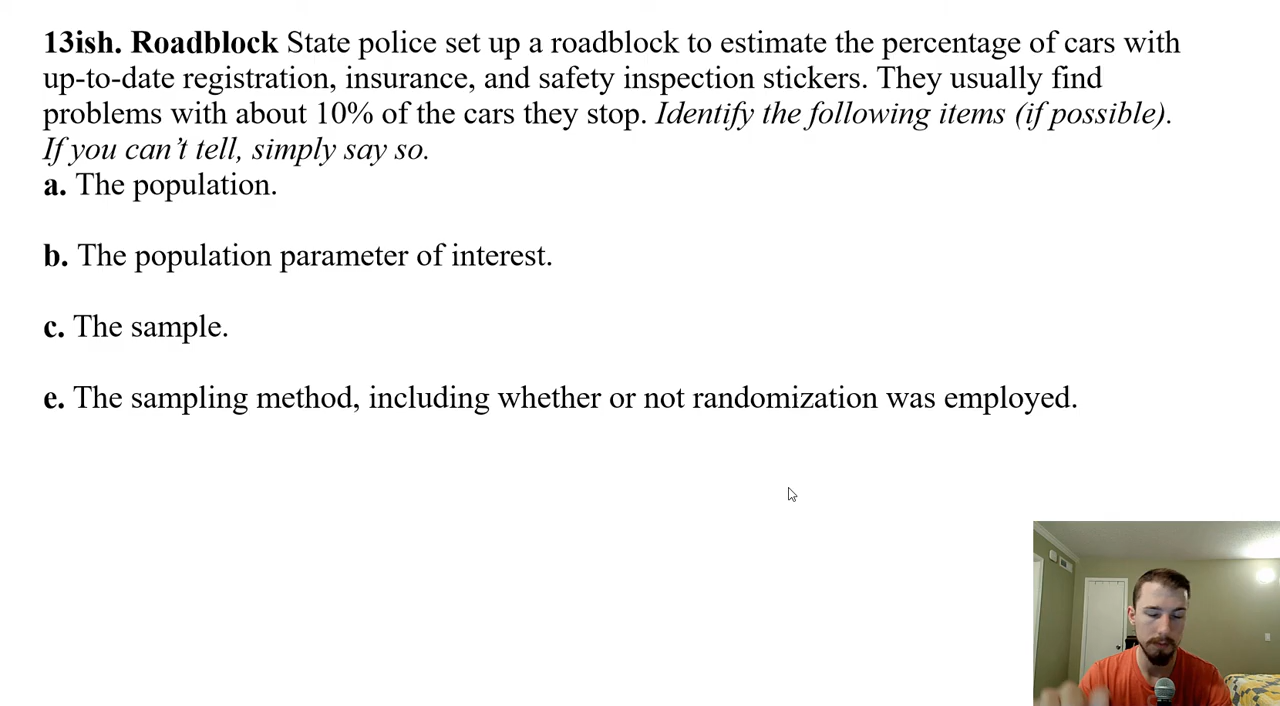 13ish. Roadblock State police set up a roadblock to estimate the percentage of cars with
up-to-date registration, insurance, and safety inspection stickers. They usually find
problems with about 10% of the cars they stop. Identify the following items (if possible).
If you can’t tell, simply say so.
a. The population.
b. The population parameter of interest.
c. The sample.
e. The sampling method, including whether or not randomization was employed.